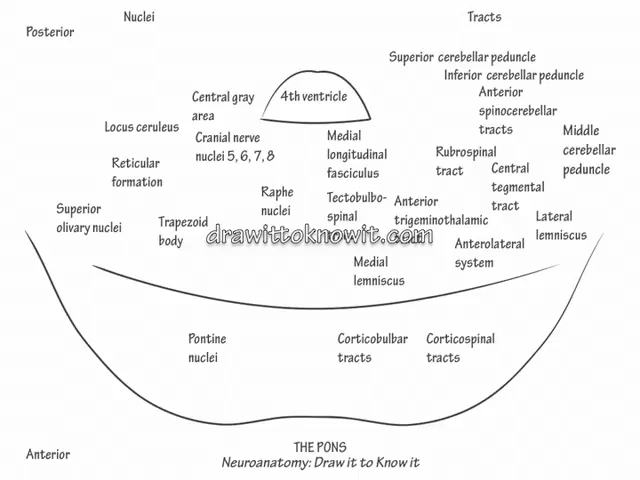 Nuclei
Tracts
Posterior
Superior cerebellar peduncle
Inferior cerebellar peduncle
4th ventricle
Central gray
area
Anterior
spinocerebellar
tracts
Locus ceruleus
Cranial nerve
nuclei 5, 6, 7, 8
Medial
longitudinal
fasciculus
Middle
cerebellar
peduncle
Rubrospinal
tract
Reticular
formation
Central
tegmental
tract
Raphe
nuclei
Tectobulbo-
spinal
Anterior
trigeminothalamic
Superior
olivary nuclei
Trapezoid
body
Lateral
lemniscus
drawittoknowit.com
Anterolateral
system
Medial
lemniscus
Pontine
nuclei
Corticobulbar
tracts
Corticospinal
tracts
Anterior
THE PONS
Neuroanatomy: Draw it to Know it